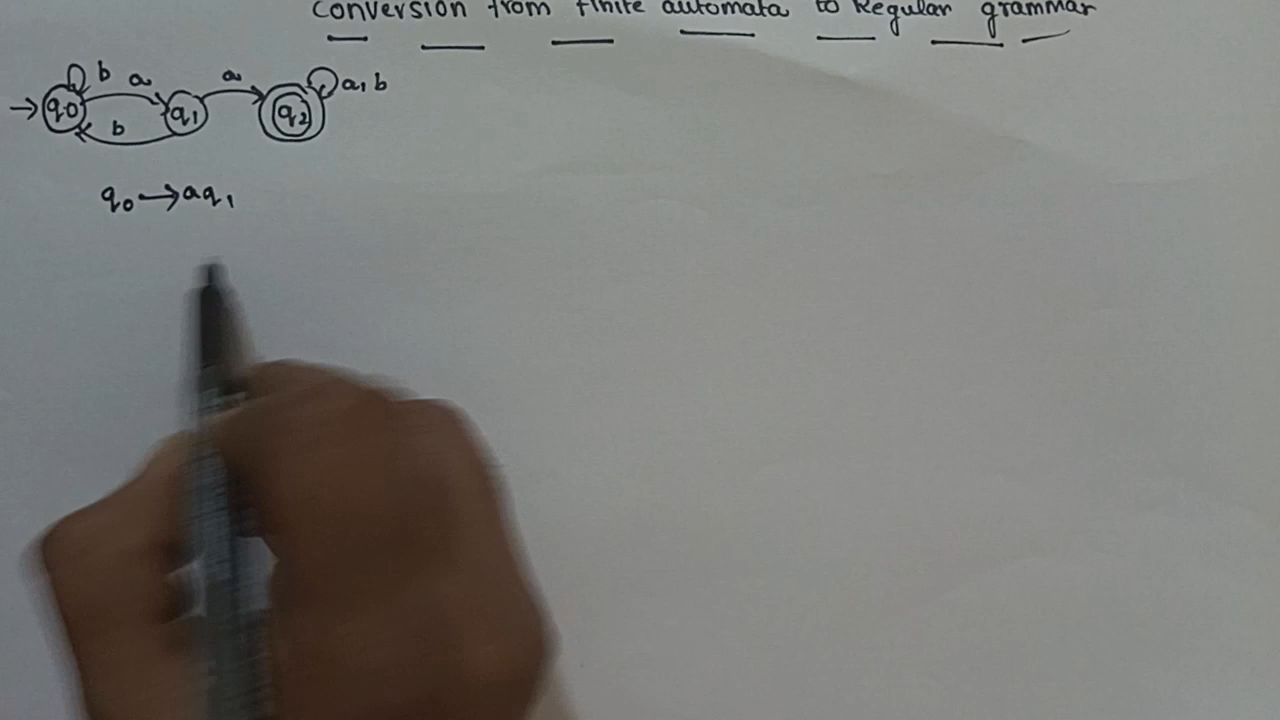 Conversion from finite automata to Regular grammar
b a a a,b
q0 q1 q2
b
q0→aq1